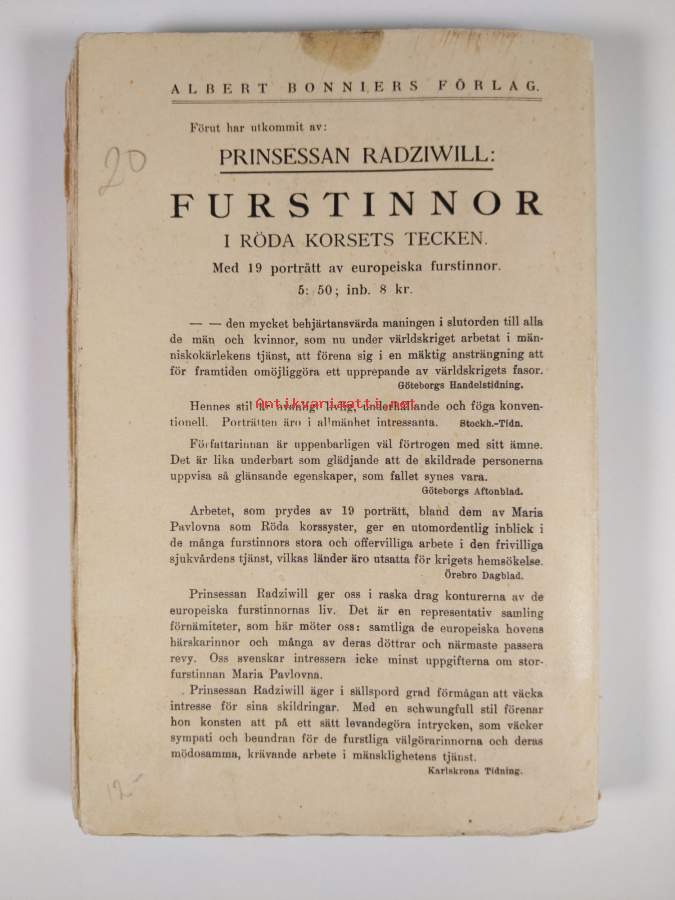 ALBERT BONNIERS FÖRLAG.
Förut har utkommit av:
20
PRINSESSAN RADZIWILL:
FURSTINNOR
I RÖDA KORSETS TECKEN.
Med 19 porträtt av europeiska furstinnor.
5: 50; inb. 8 kr.
— — den mycket behjärtansvärda maningen i slutorden till alla
de män och kvinnor, som nu under världskriget arbetat i män-
niskokärlekens tjänst, att förena sig i en mäktig ansträngning att
för framtiden omöjliggöra ett upprepande av världskrigets fasor.
Göteborgs Handelstidning.
Antikvariaatti.net
Hennes stil är livlig, underhållande och föga konven-
tionell. Porträtten äro i allmänhet intressanta. Stockh.-Tidn.
Författarinnan är uppenbarligen väl förtrogen med sitt ämne.
Det är lika underbart som glädjande att de skildrade personerna
uppvisa så glänsande egenskaper, som fallet synes vara.
Göteborgs Aftonblad.
Arbetet, som prydes av 19 porträtt, bland dem av Maria
Pavlovna som Röda korssyster, ger en utomordentlig inblick i
de många furstinnors stora och offervilliga arbete i den frivilliga
sjukvårdens tjänst, vilkas länder äro utsatta för krigets hemsökelse.
Örebro Dagblad.
Prinsessan Radziwill ger oss i raska drag konturerna av de
europeiska furstinnornas liv. Det är en representativ samling
förnämiteter, som här möter oss: samtliga de europeiska hovens
härskarinnor och många av deras döttrar och närmaste passera
revy. Oss svenskar intressera icke minst uppgifterna om stor-
furstinnan Maria Pavlovna.
Prinsessan Radziwill äger i sällspord grad förmågan att väcka
intresse för sina skildringar. Med en schwungfull stil förenar
hon konsten att på ett sätt levandegöra intrycken, som väcker
sympati och beundran för de furstliga välgörarinnorna och deras
mödosamma, krävande arbete i mänsklighetens tjänst.
Karlskrona Tidning.
12-